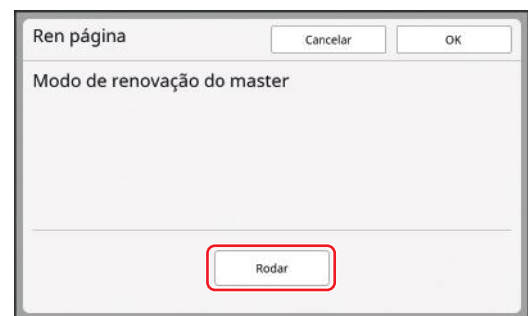 Ren página
Cancelar
OK
Modo de renovação do master
Rodar